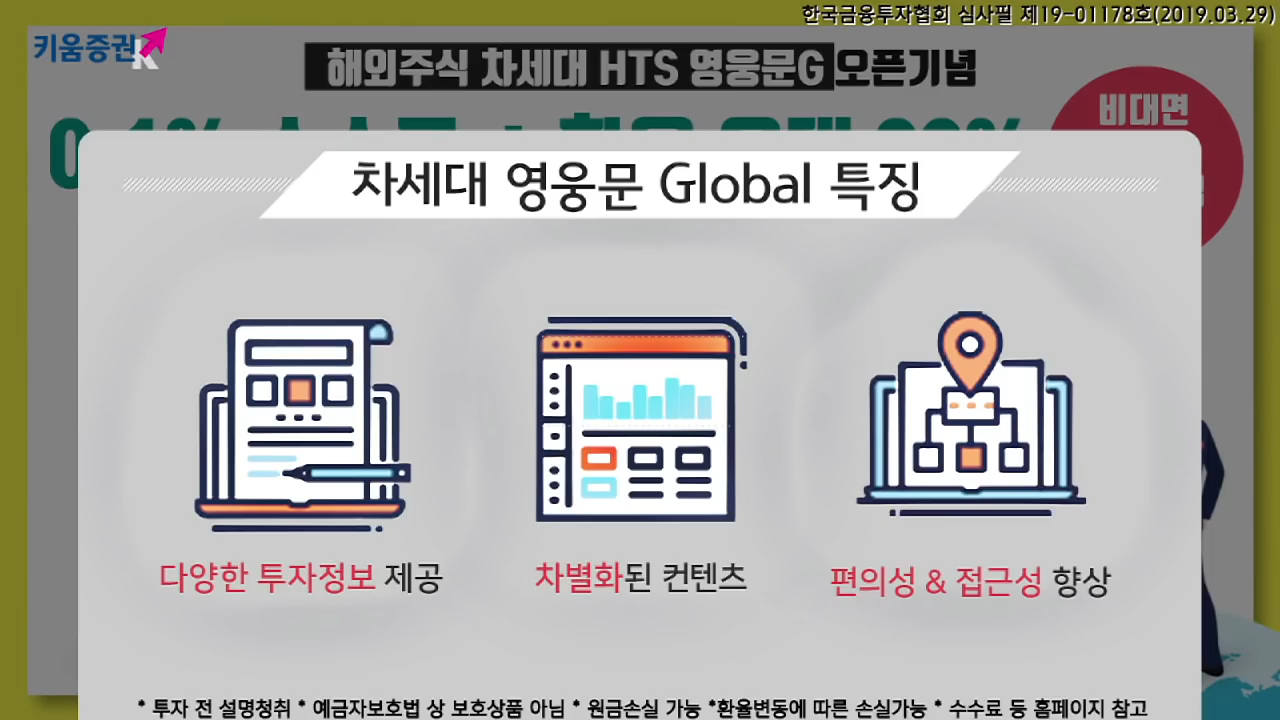 한국금융투자협회 심사필 제19-01178호(2019.03.29)
키움증권
해외주식 차세대 HTS 영웅문G 오픈기념
비대면
차세대 영웅문 Global 특징
다양한 투자정보 제공
차별화된 컨텐츠
편의성 & 접근성 향상
* 투자 전 설명청취 * 예금자보호법 상 보호상품 아님 * 원금손실 가능 *환율변동에 따른 손실가능 * 수수료 등 홈페이지 참고